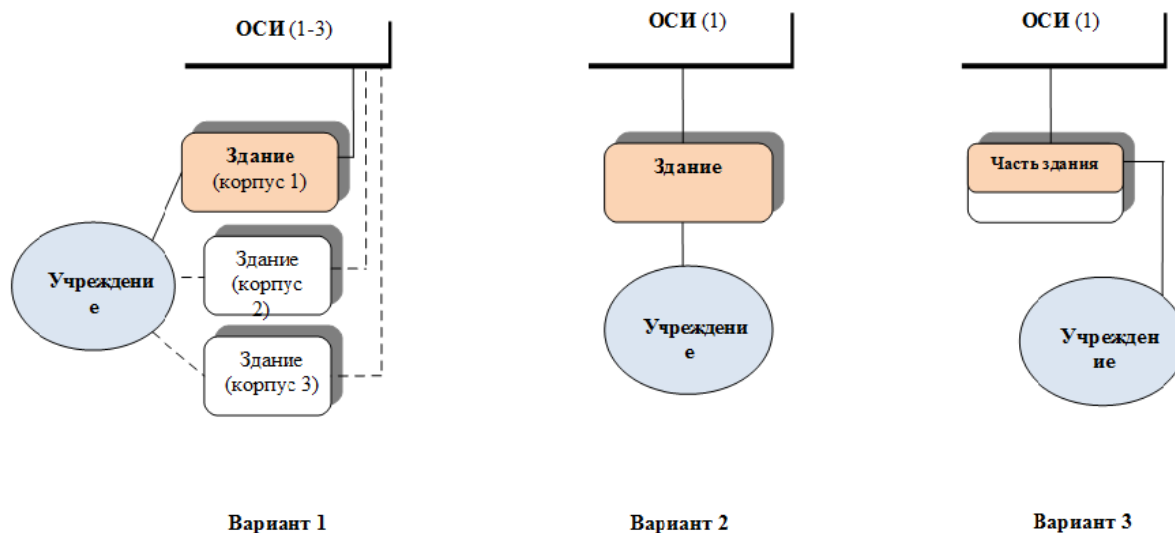 ОСИ (1-3)
Здание
(корпус 1)
Здание
(корпус
2)
Здание
(корпус 3)
Учреждени
е
Вариант 1
ОСИ (1)
Здание
Учреждени
е
Вариант 2
ОСИ (1)
Часть здания
Учрежден
ие
Вариант 3